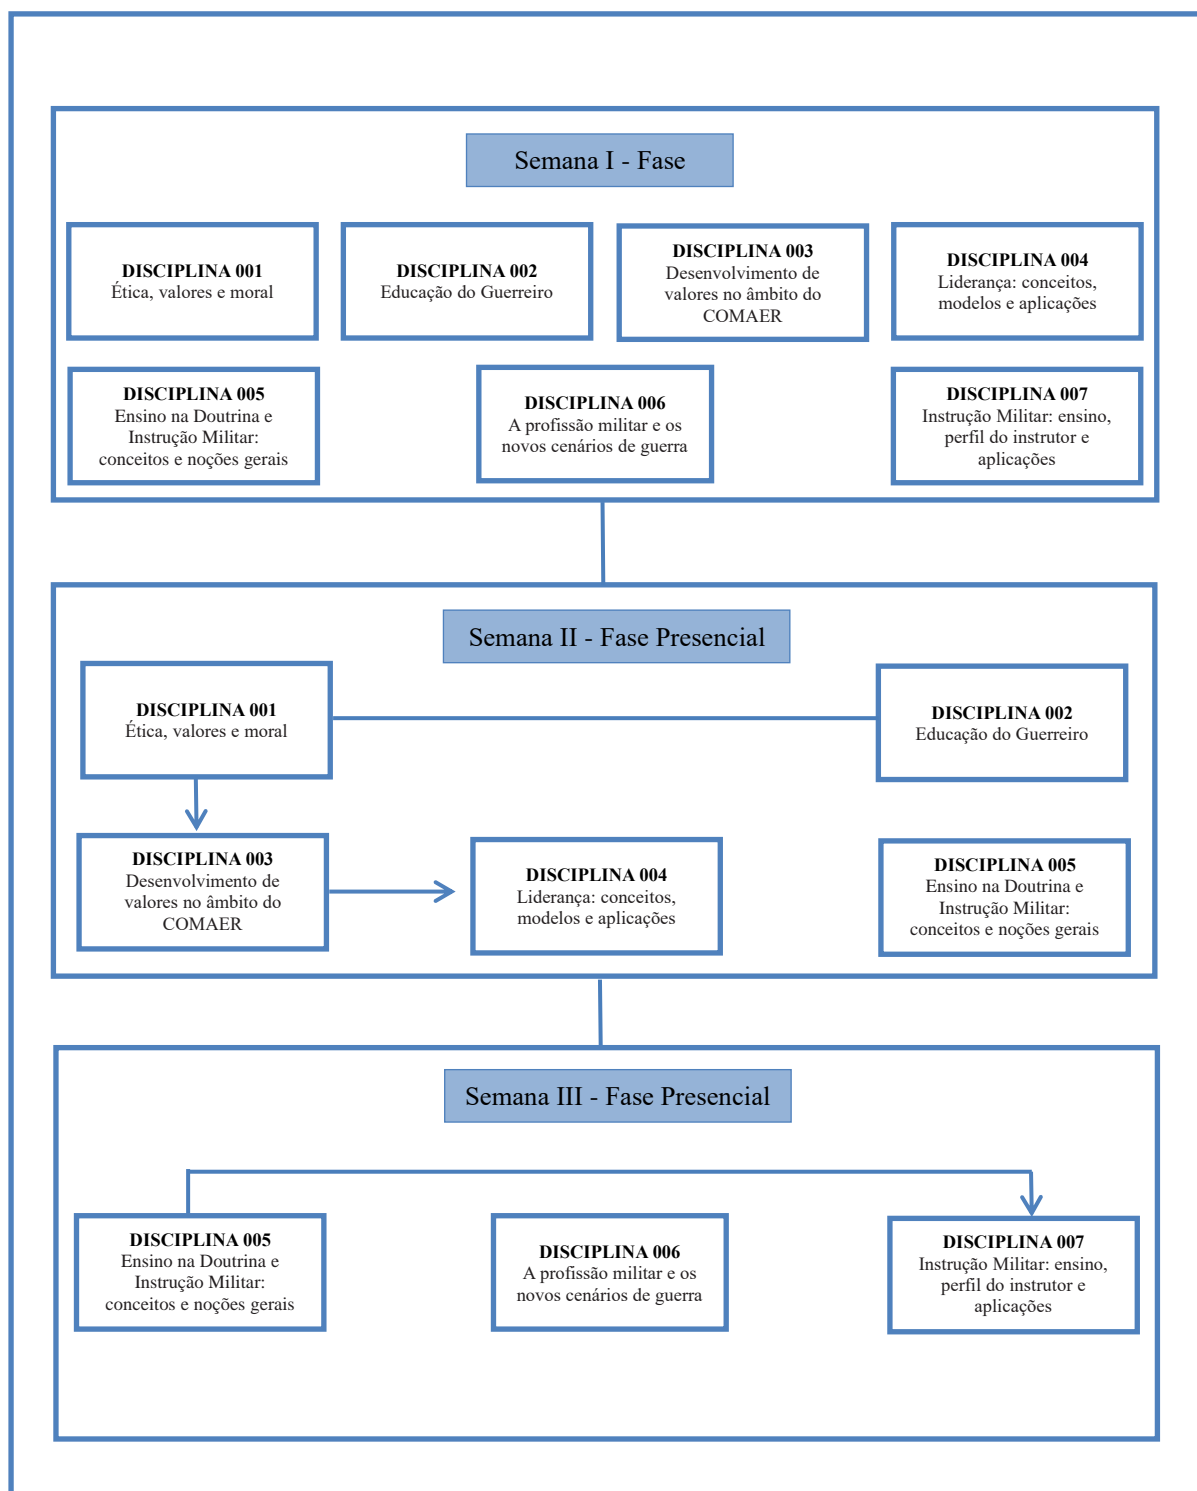 Semana I - Fase
DISCIPLINA 001
Ética, valores e moral
DISCIPLINA 002
Educação do Guerreiro
DISCIPLINA 003
Desenvolvimento de
valores no âmbito do
COMAER
DISCIPLINA 004
Liderança: conceitos,
modelos e aplicações
DISCIPLINA 005
Ensino na Doutrina e
Instrução Militar:
conceitos e noções gerais
DISCIPLINA 006
A profissão militar e os
novos cenários de guerra
DISCIPLINA 007
Instrução Militar: ensino,
perfil do instrutor e
aplicações
Semana II - Fase Presencial
DISCIPLINA 001
Ética, valores e moral
DISCIPLINA 002
Educação do Guerreiro
DISCIPLINA 003
Desenvolvimento de
valores no âmbito do
COMAER
DISCIPLINA 004
Liderança: conceitos,
modelos e aplicações
DISCIPLINA 005
Ensino na Doutrina e
Instrução Militar:
conceitos e noções gerais
Semana III - Fase Presencial
DISCIPLINA 005
Ensino na Doutrina e
Instrução Militar:
conceitos e noções gerais
DISCIPLINA 006
A profissão militar e os
novos cenários de guerra
DISCIPLINA 007
Instrução Militar: ensino,
perfil do instrutor e
aplicações